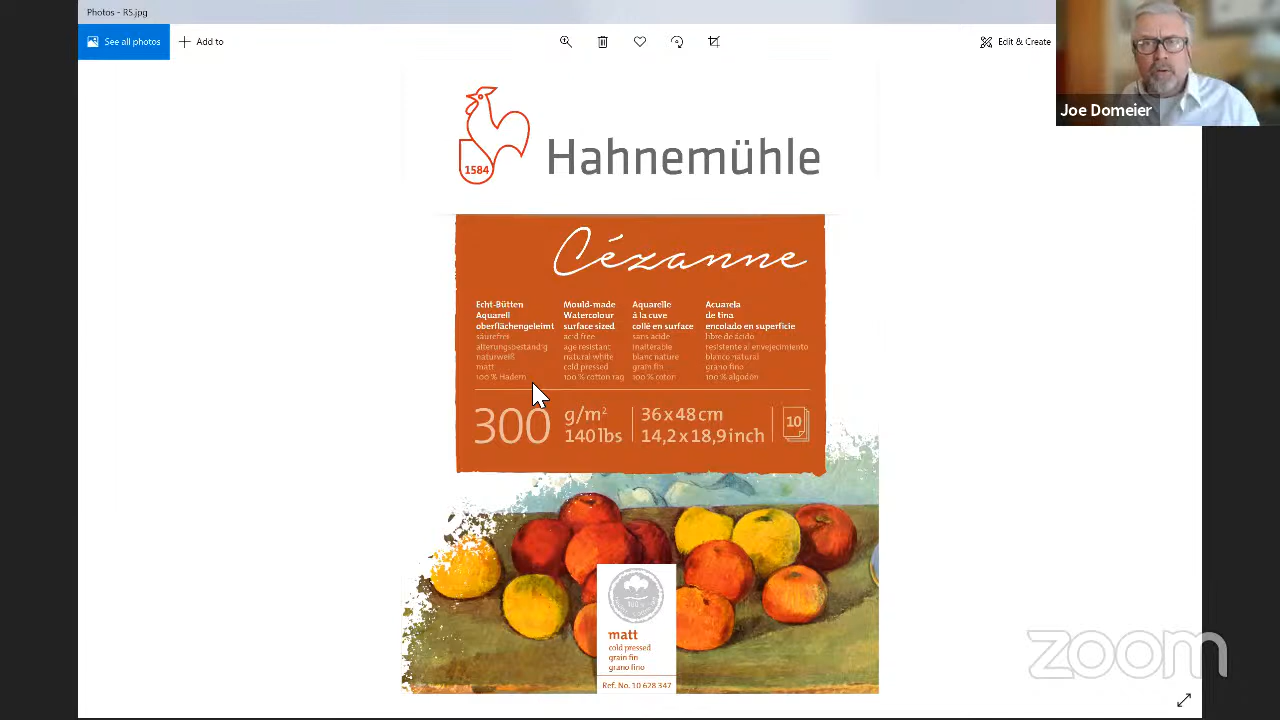 Photos - R5.jpg
See all photos
Add to
Edit & Create
Joe Domeier
1584
Hahnemühle
Cézanne
Echt-Bütten
Aquarell
oberflächengeleimt
säurefrei
alterungsbeständig
naturweiß
matt
100 % Hadern
Mould-made
Watercolour
surface sized
acid free
age resistant
natural white
cold pressed
100 % cotton rag
Aquarelle
à la cuve
collé en surface
sans acide
inaltérable
blanc nature
grain fin
100 % coton
Acuarela
de tina
encolado en superficie
libre de ácido
resistente al envejecimiento
blanco natural
grano fino
100 % algodón
300
g/m²
140 lbs
36 x 48 cm
14,2 x 18,9 inch
10
matt
cold pressed
grain fin
grano fino
Ref. No. 10 628 347
zoom